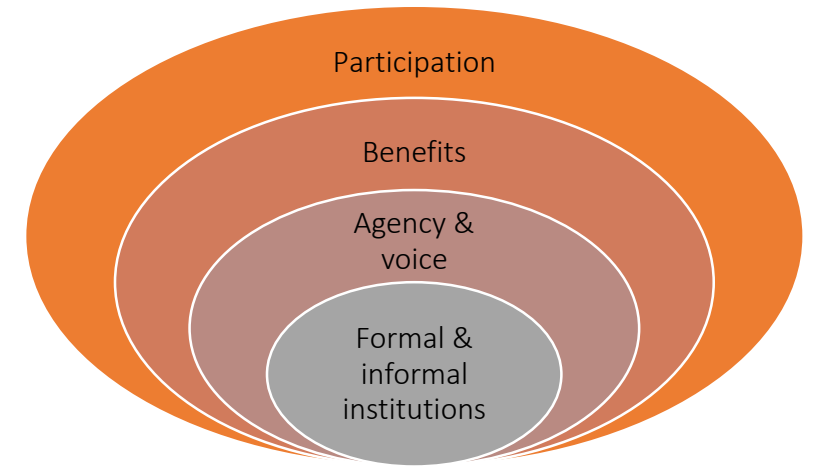 Participation
Benefits
Agency &
voice
Formal &
informal
institutions